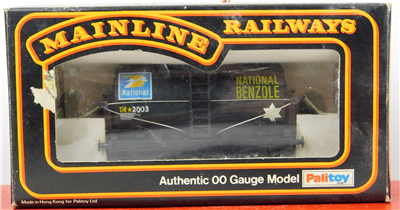 MAINLINE
RAILWAYS
National
NATIONAL
BENZOLE
2003
Authentic 00 Gauge Model
Palitoy
Made in Hong Kong for Palitoy Ltd